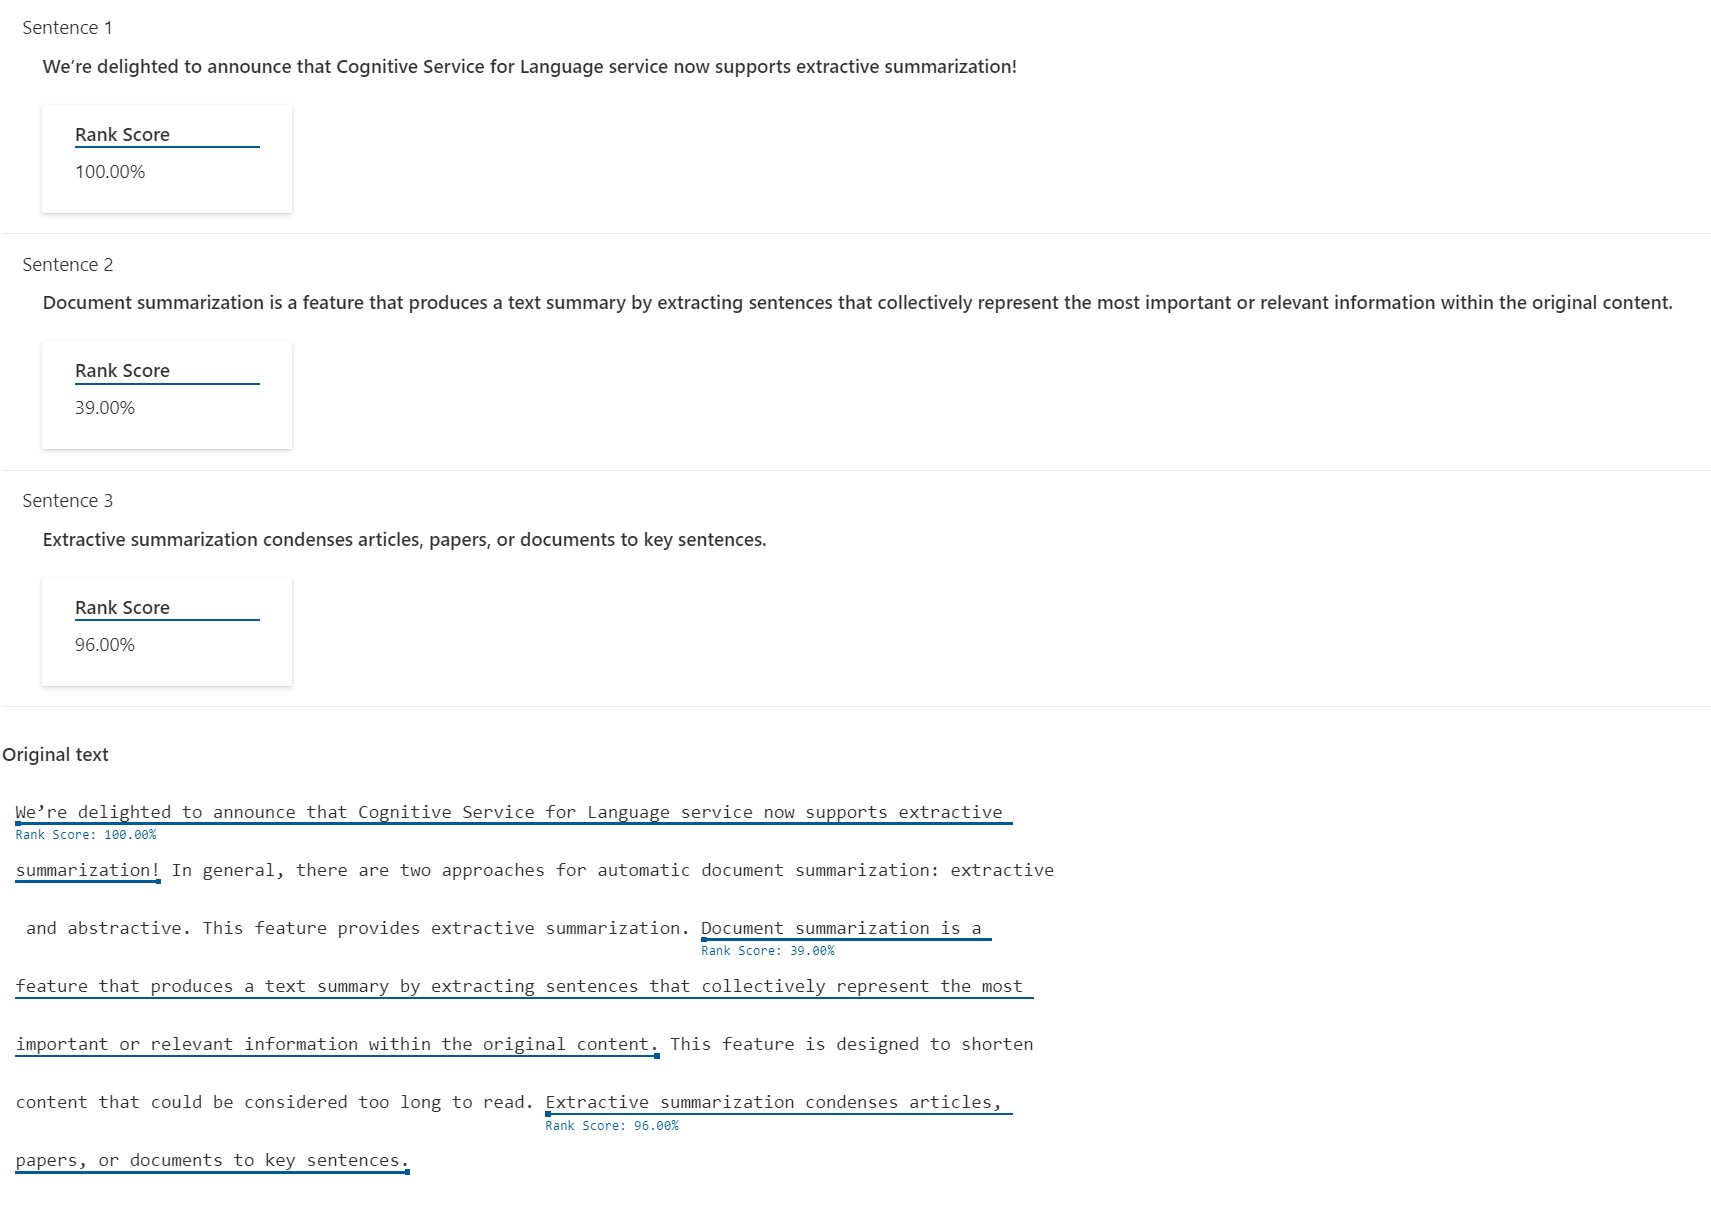 Sentence 1
We’re delighted to announce that Cognitive Service for Language service now supports extractive summarization!
Rank Score
100.00%
Sentence 2
Document summarization is a feature that produces a text summary by extracting sentences that collectively represent the most important or relevant information within the original content.
Rank Score
39.00%
Sentence 3
Extractive summarization condenses articles, papers, or documents to key sentences.
Rank Score
96.00%
Original text
We’re delighted to announce that Cognitive Service for Language service now supports extractive
Rank Score: 100.00%
summarization! In general, there are two approaches for automatic document summarization: extractive
and abstractive. This feature provides extractive summarization. Document summarization is a
Rank Score: 39.00%
feature that produces a text summary by extracting sentences that collectively represent the most
important or relevant information within the original content. This feature is designed to shorten
content that could be considered too long to read. Extractive summarization condenses articles,
Rank Score: 96.00%
papers, or documents to key sentences.